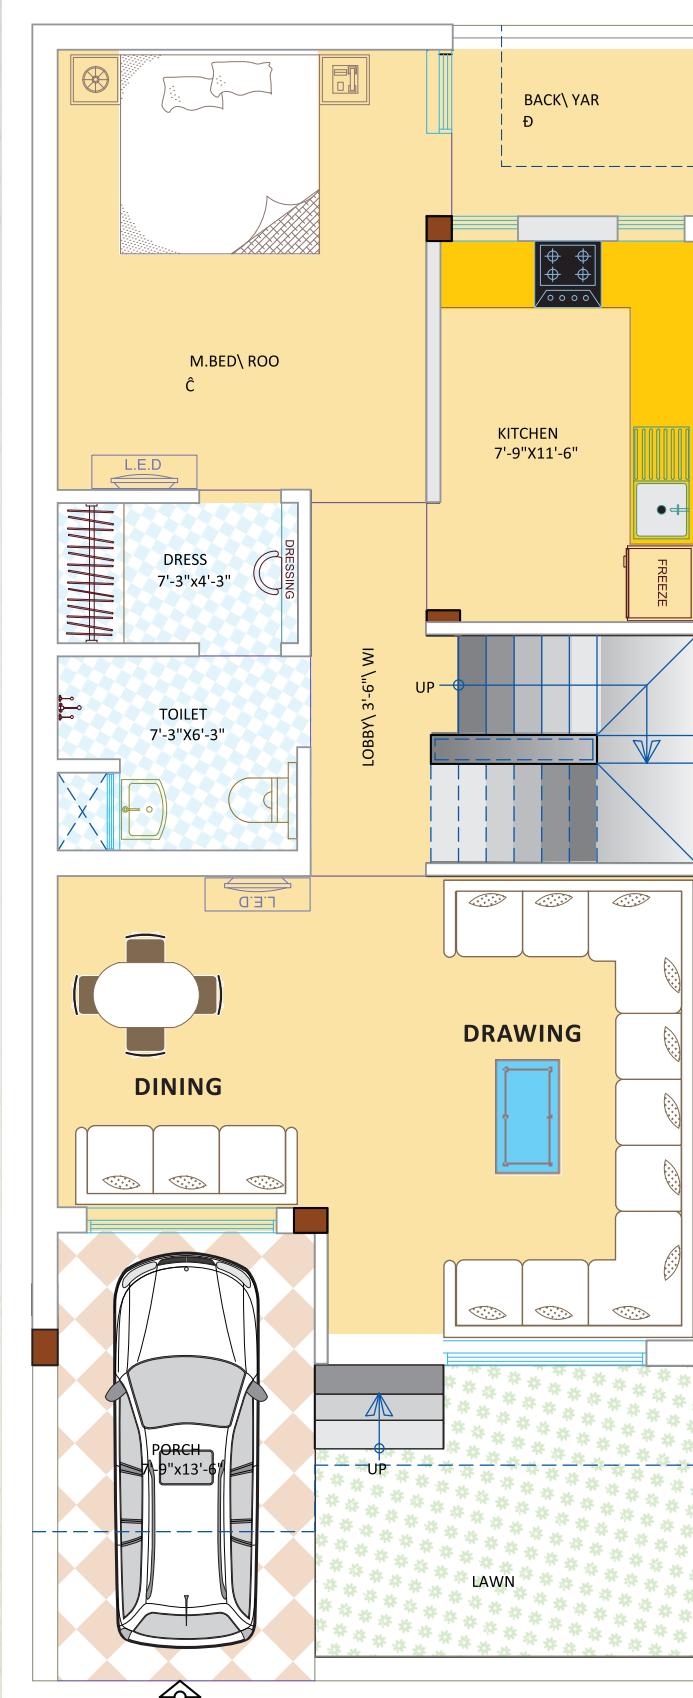 BACK\ YAR
Đ
M.BED\ ROO
Ĉ
L.E.D
KITCHEN
7'-9"X11'-6"
DRESS
7'-3"x4'-3"
DRESSING
FREEZE
LOBBY\ 3'-6"\ WI
UP
TOILET
7'-3"X6'-3"
L.E.D
DRAWING
DINING
PORCH
7'-9"x13'-6"
UP
LAWN